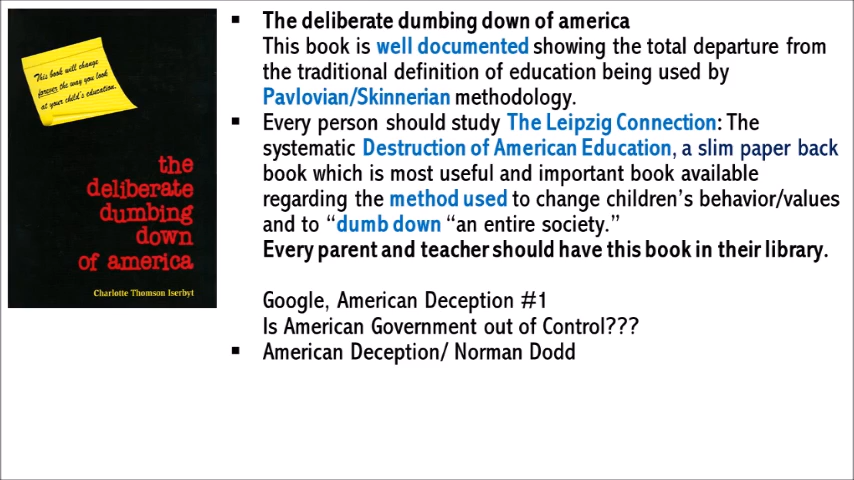 This book will change
forever the way you look
at your child's education.
the
deliberate
dumbing
down
of america
Charlotte Thomson Iserbyt
▪ The deliberate dumbing down of america
This book is well documented showing the total departure from
the traditional definition of education being used by
Pavlovian/Skinnerian methodology.
▪ Every person should study The Leipzig Connection: The
systematic Destruction of American Education, a slim paper back
book which is most useful and important book available
regarding the method used to change children's behavior/values
and to “dumb down “an entire society.”
Every parent and teacher should have this book in their library.
Google, American Deception #1
Is American Government out of Control???
▪ American Deception/ Norman Dodd